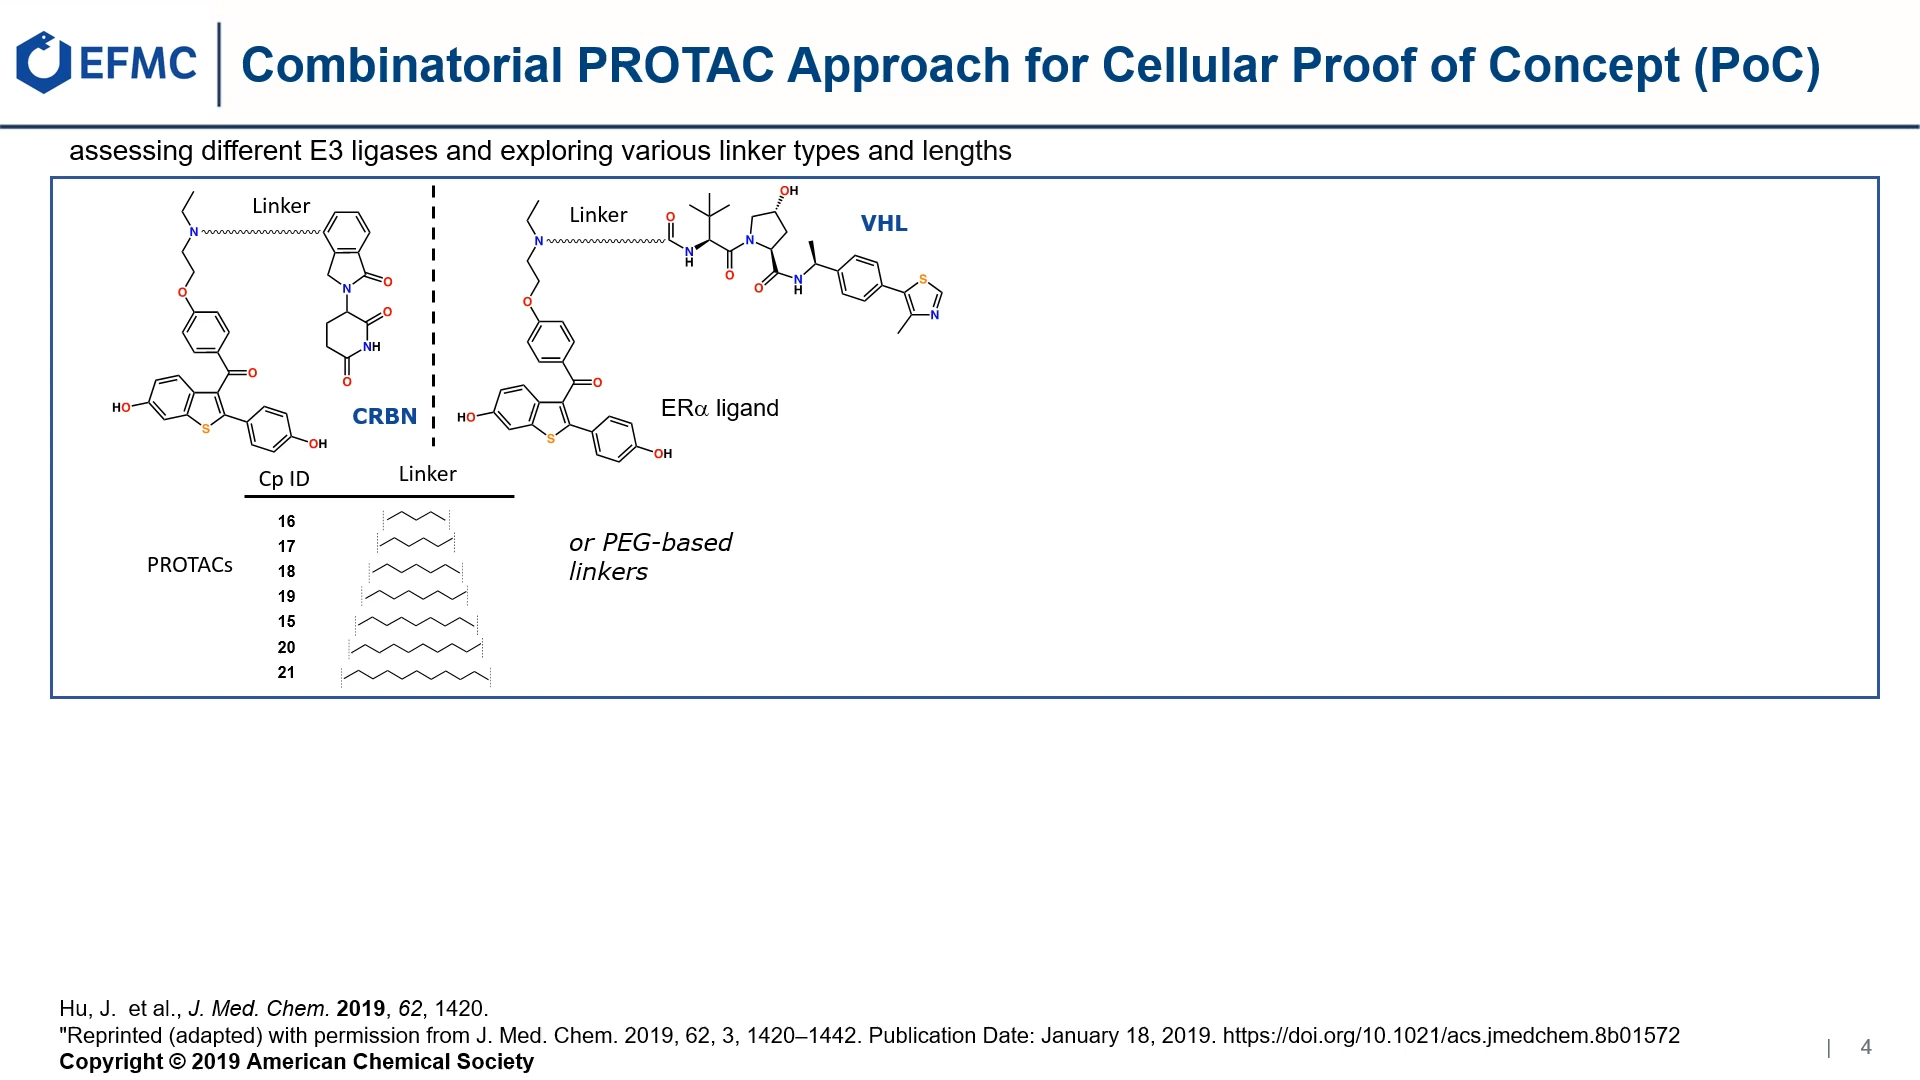 EFMC
Combinatorial PROTAC Approach for Cellular Proof of Concept (PoC)
assessing different E3 ligases and exploring various linker types and lengths
Linker
N
O
N
O
O
NH
O
O
HO
S
OH
CRBN
Linker
N
O
O
HO
S
OH
O
N
H
O
N
OH
O
N
H
S
N
VHL
ERα ligand
Cp ID Linker
16
17
18
19
15
20
21
PROTACs
or PEG-based
linkers
Hu, J. et al., J. Med. Chem. 2019, 62, 1420.
"Reprinted (adapted) with permission from J. Med. Chem. 2019, 62, 3, 1420–1442. Publication Date: January 18, 2019. https://doi.org/10.1021/acs.jmedchem.8b01572
Copyright © 2019 American Chemical Society
| 4